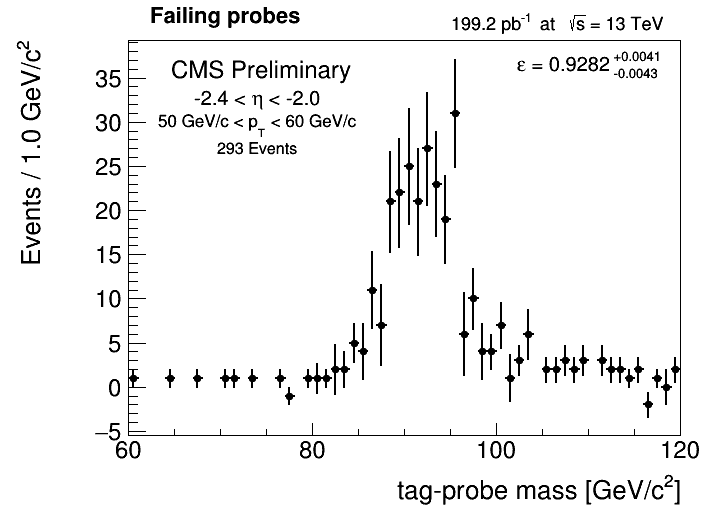 Failing probes
199.2 pb⁻¹ at √s = 13 TeV
CMS Preliminary
-2.4 < η < -2.0
50 GeV/c < p_T < 60 GeV/c
293 Events
ε = 0.9282 +0.0041 -0.0043
Events / 1.0 GeV/c²
35
30
25
20
15
10
5
0
−5
60 80 100 120
tag-probe mass [GeV/c²]